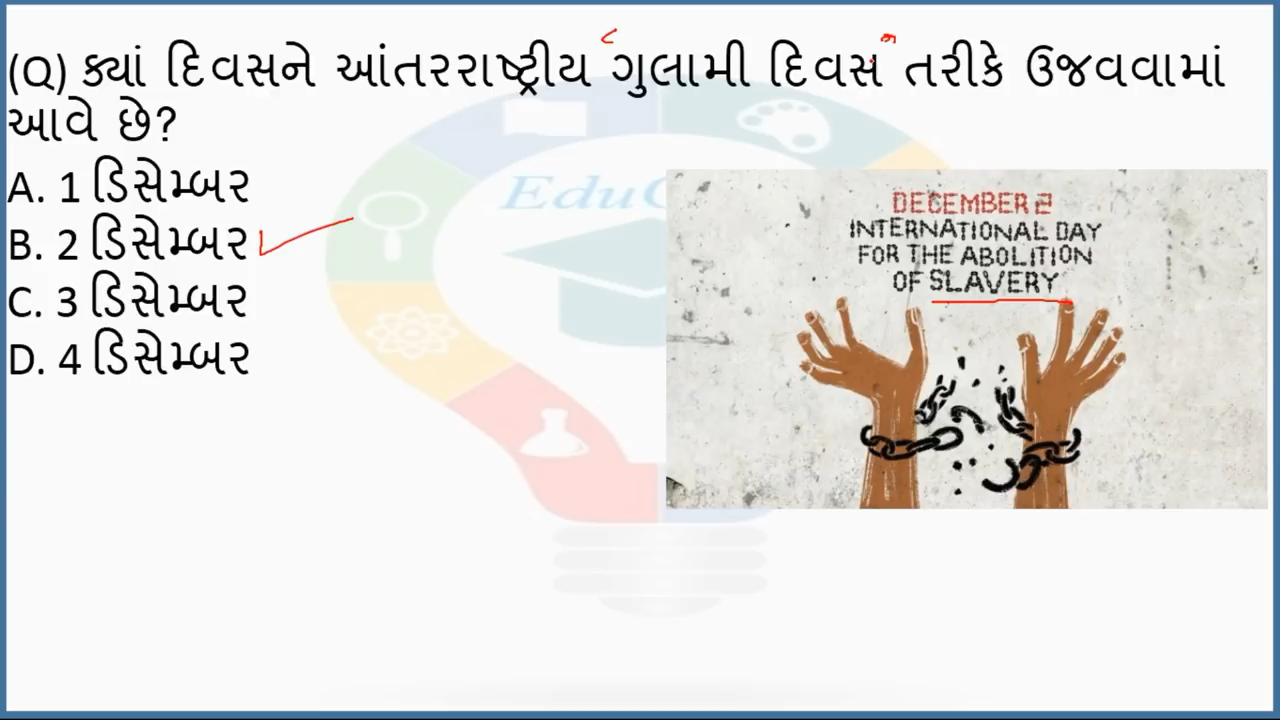 (Q) ક્યાં દિવસને આંતરરાષ્ટ્રીય ગુલામી દિવસ તરીકે ઉજવવામાં
આવે છે?
A. 1 ડિસેમ્બર
B. 2 ડિસેમ્બર
C. 3 ડિસેમ્બર
D. 4 ડિસેમ્બર
DECEMBER 2
INTERNATIONAL DAY
FOR THE ABOLITION
OF SLAVERY